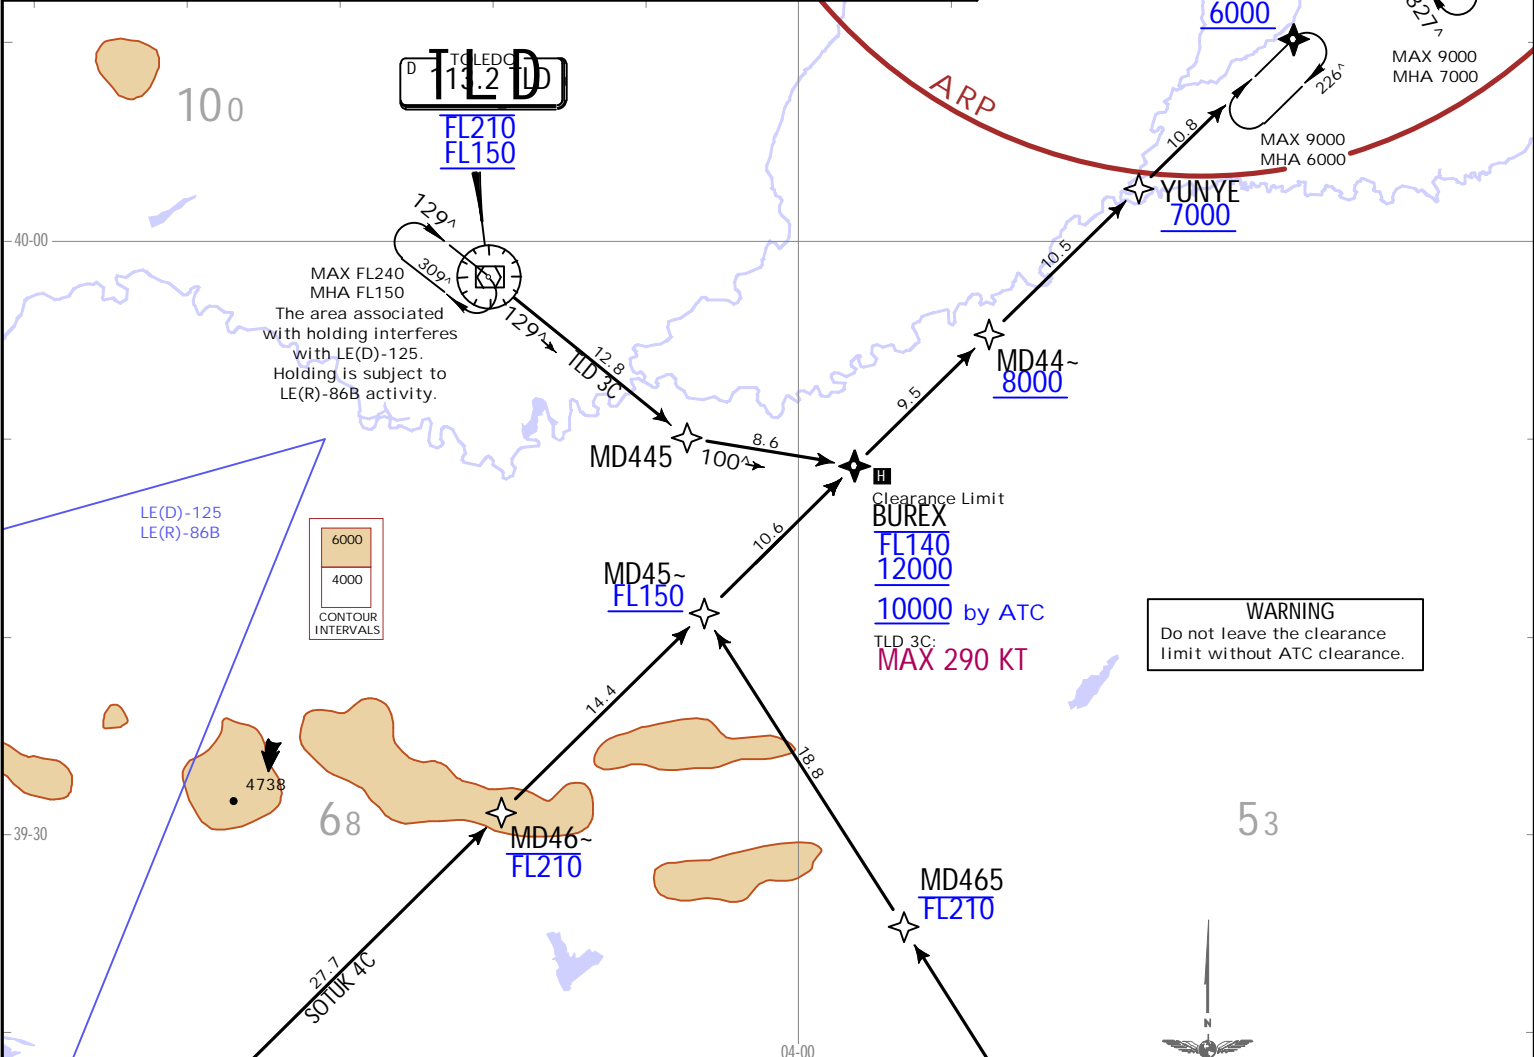 6000
327^
MAX 9000
MHA 7000
226^
MAX 9000
MHA 6000
ARP
10.8
YUNYE
7000
TLD
D
TOLEDO
113.2 TLD
FL210
FL150
10 0
129^
309^
40-00
MAX FL240
MHA FL150
The area associated
with holding interferes
with LE(D)-125.
Holding is subject to
LE(R)-86B activity.
129^
12.8
TLD 3C
10.5
MD44~
8000
9.5
MD445
8.6
100^
H
Clearance Limit
BUREX
FL140
12000
10000 by ATC
TLD 3C:
MAX 290 KT
LE(D)-125
LE(R)-86B
6000
4000
CONTOUR
INTERVALS
10.6
MD45~
FL150
WARNING
Do not leave the clearance
limit without ATC clearance.
14.4
18.8
4738
6 8
5 3
39-30
MD46~
FL210
MD465
FL210
27.7
SOTUK 4C
N
04-00